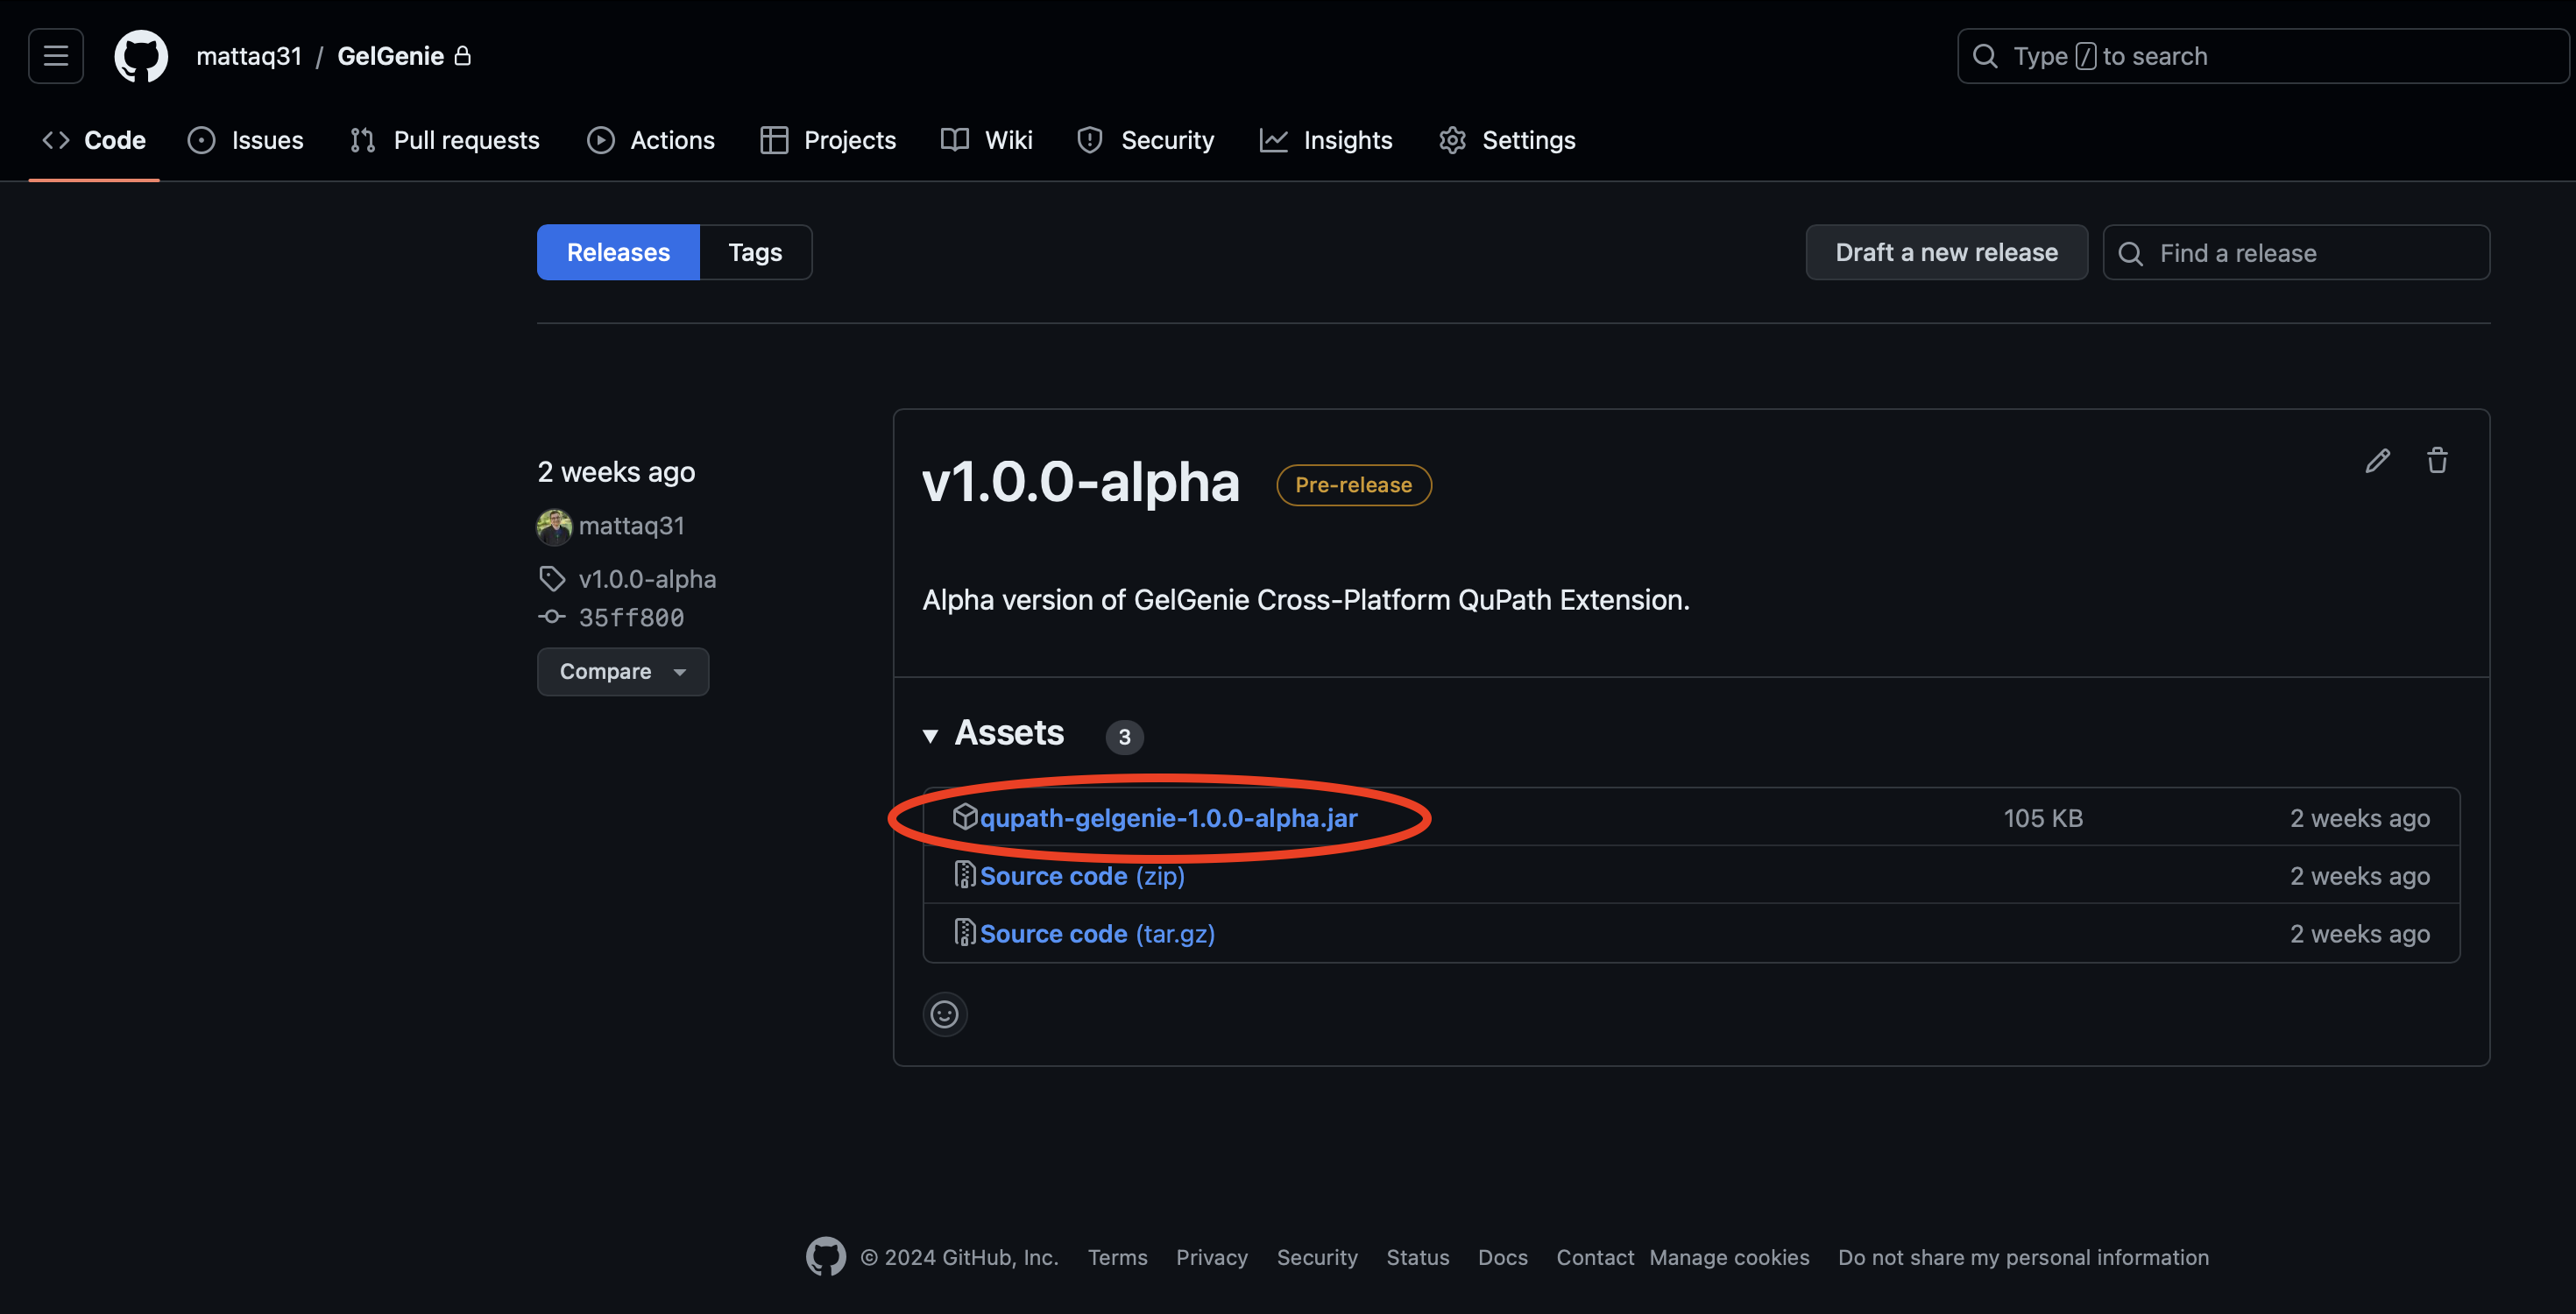 mattaq31 / GelGenie
Type / to search
Code Issues Pull requests Actions Projects Wiki Security Insights Settings
Releases Tags
Draft a new release Find a release
2 weeks ago
mattaq31
v1.0.0-alpha
35ff800
Compare
v1.0.0-alpha Pre-release
Alpha version of GelGenie Cross-Platform QuPath Extension.
Assets 3
qupath-gelgenie-1.0.0-alpha.jar 105 KB 2 weeks ago
Source code (zip) 2 weeks ago
Source code (tar.gz) 2 weeks ago
© 2024 GitHub, Inc. Terms Privacy Security Status Docs Contact Manage cookies Do not share my personal information